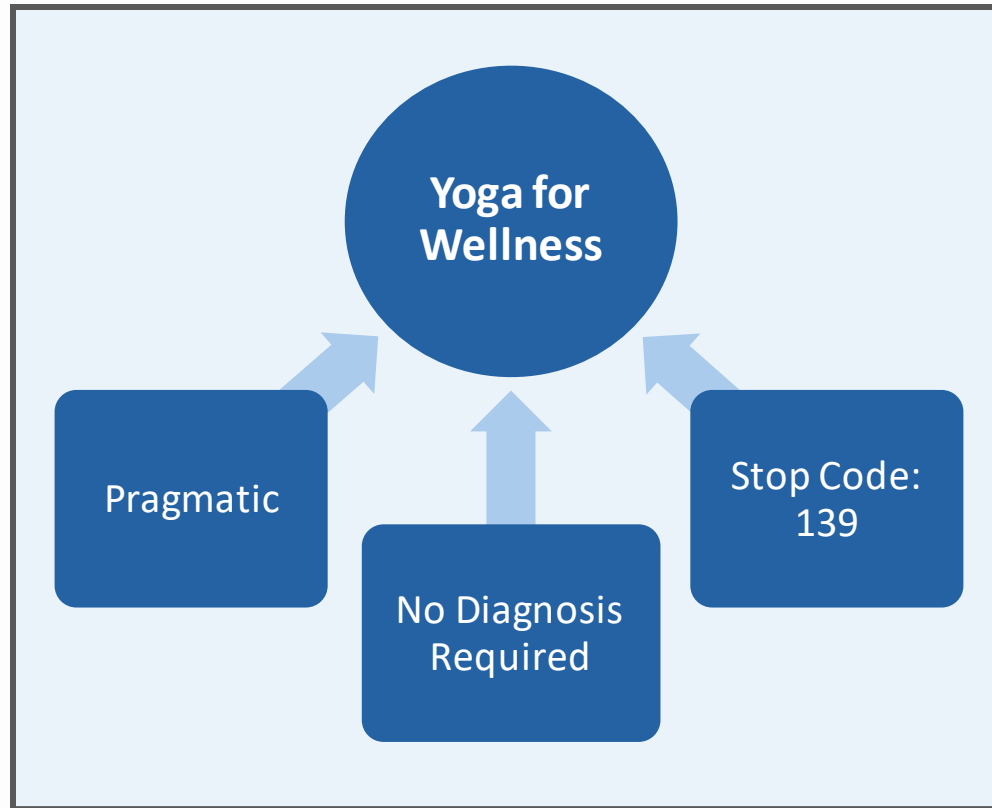 Yoga for
Wellness
Pragmatic
No Diagnosis
Required
Stop Code:
139